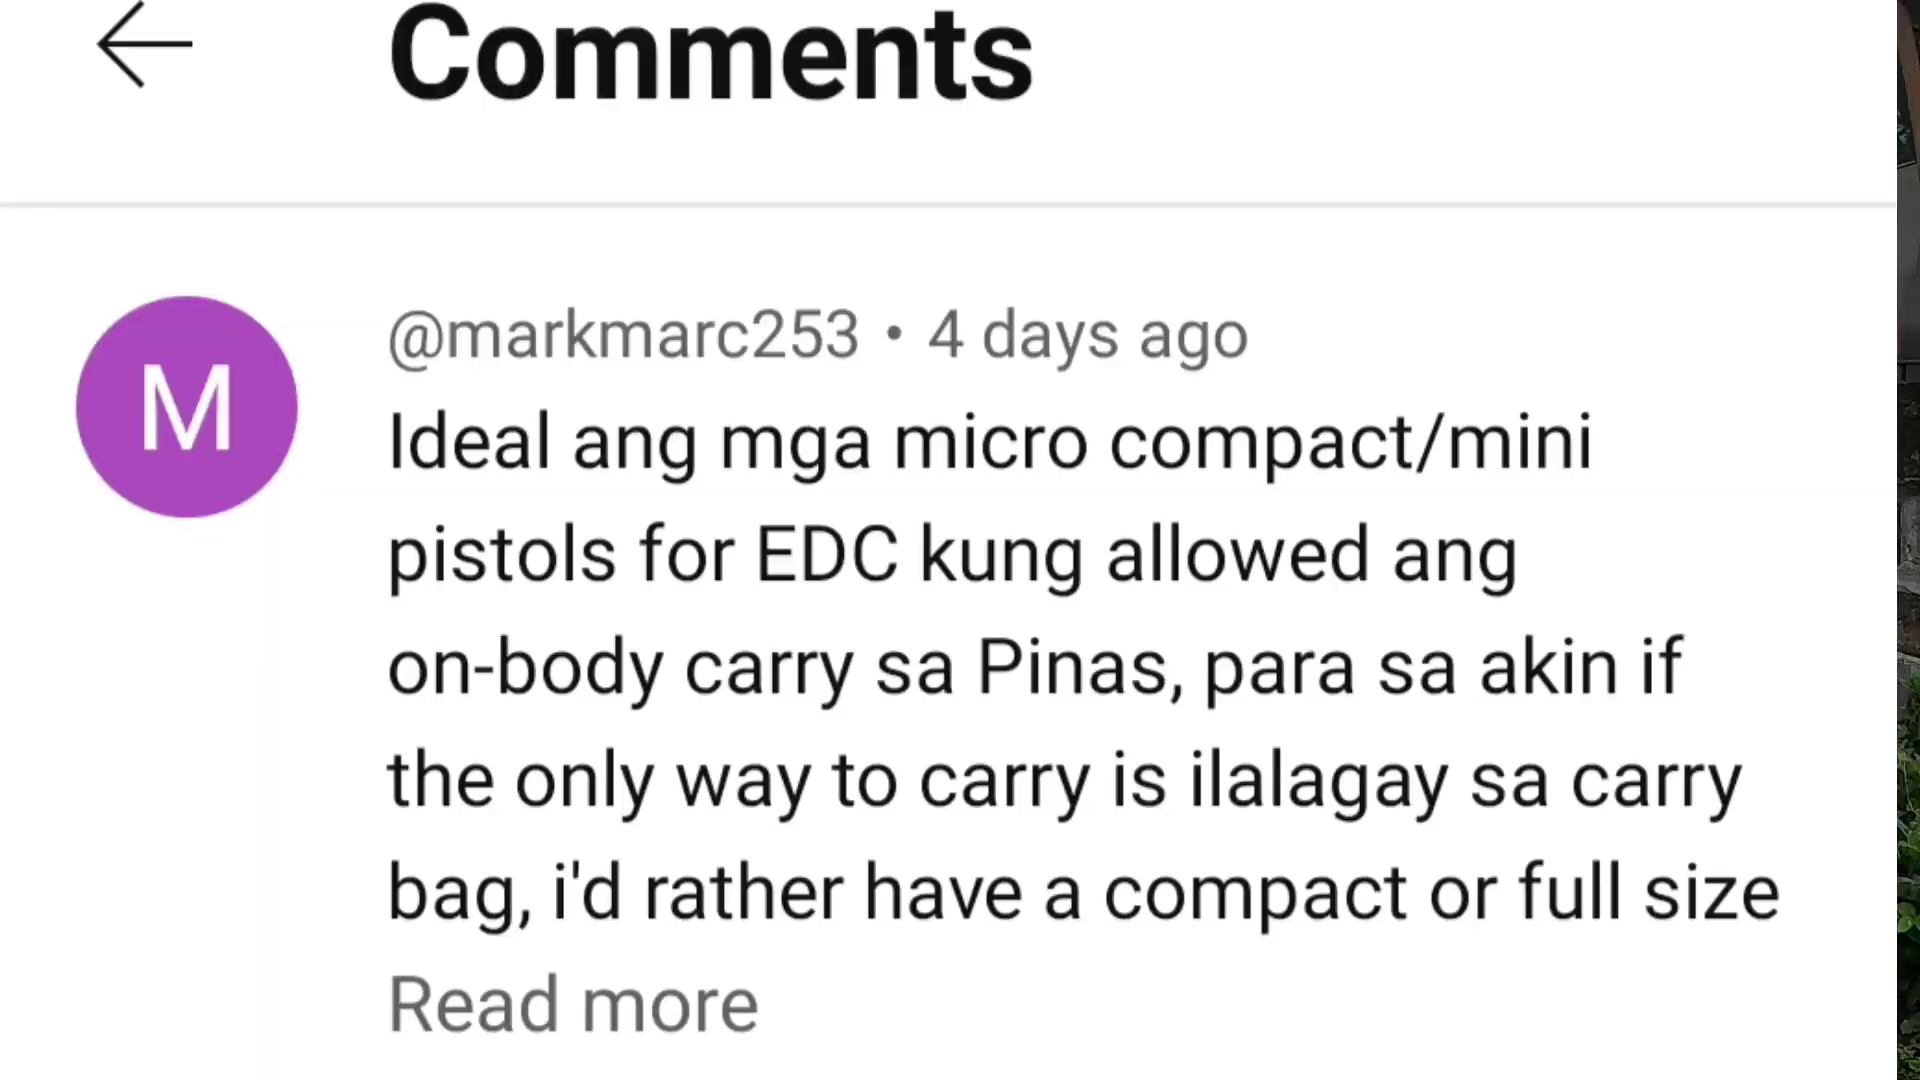 Comments
M
@markmarc253 • 4 days ago
Ideal ang mga micro compact/mini
pistols for EDC kung allowed ang
on-body carry sa Pinas, para sa akin if
the only way to carry is ilalagay sa carry
bag, i'd rather have a compact or full size
Read more